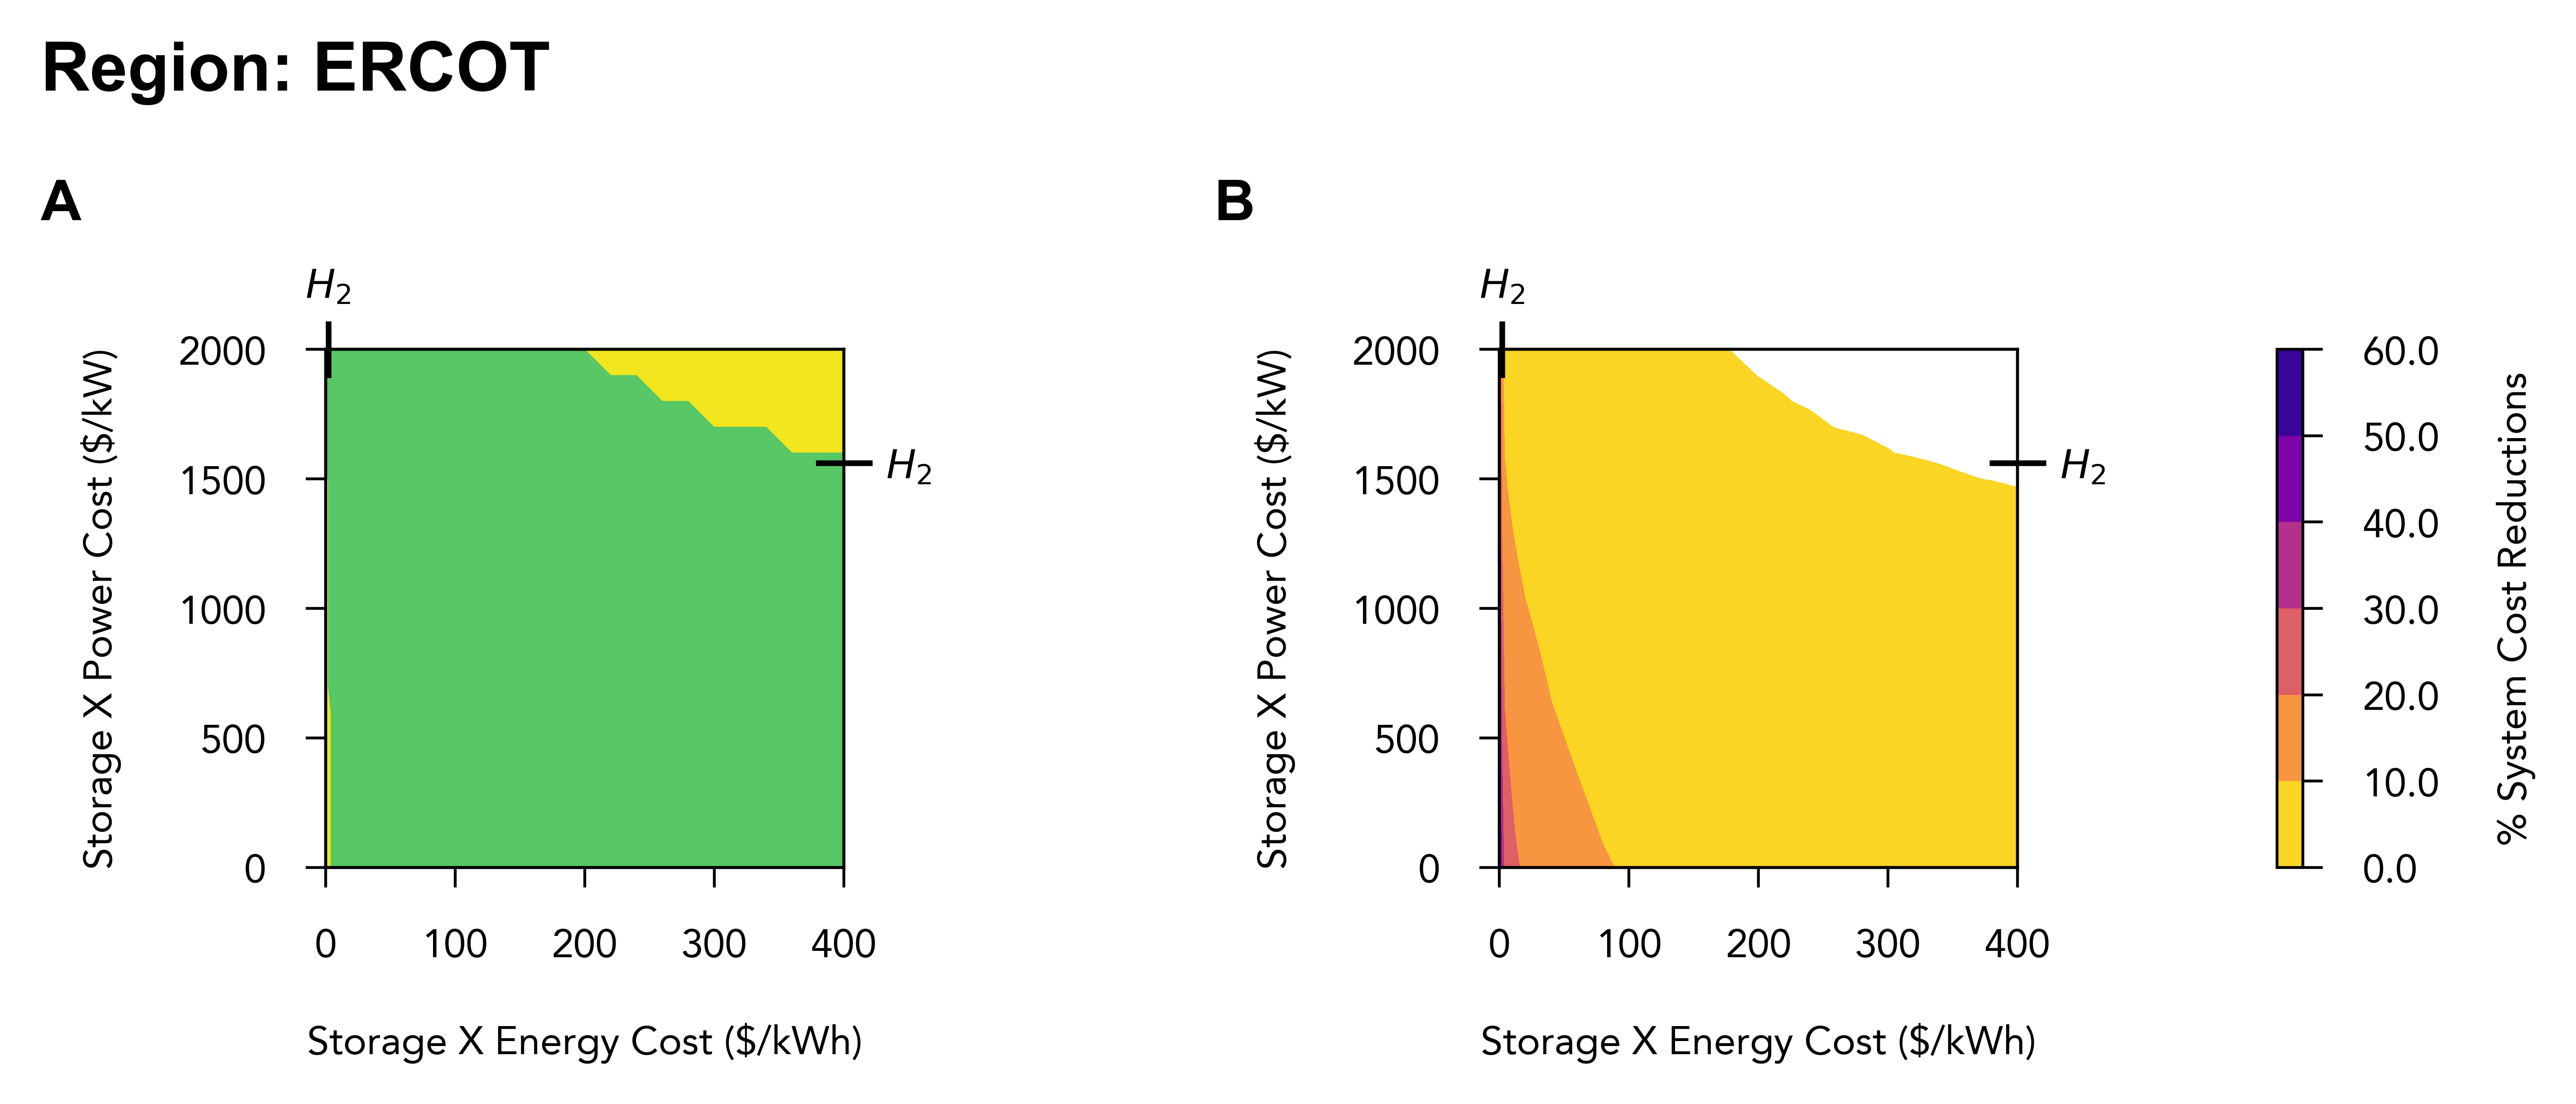 Region: ERCOT
A
H₂
Storage X Power Cost ($/kW)
2000
1500
1000
500
0
H₂
0 100 200 300 400
Storage X Energy Cost ($/kWh)
B
H₂
Storage X Power Cost ($/kW)
2000
1500
1000
500
0
H₂
0 100 200 300 400
Storage X Energy Cost ($/kWh)
60.0
50.0
40.0
30.0
20.0
10.0
0.0
% System Cost Reductions